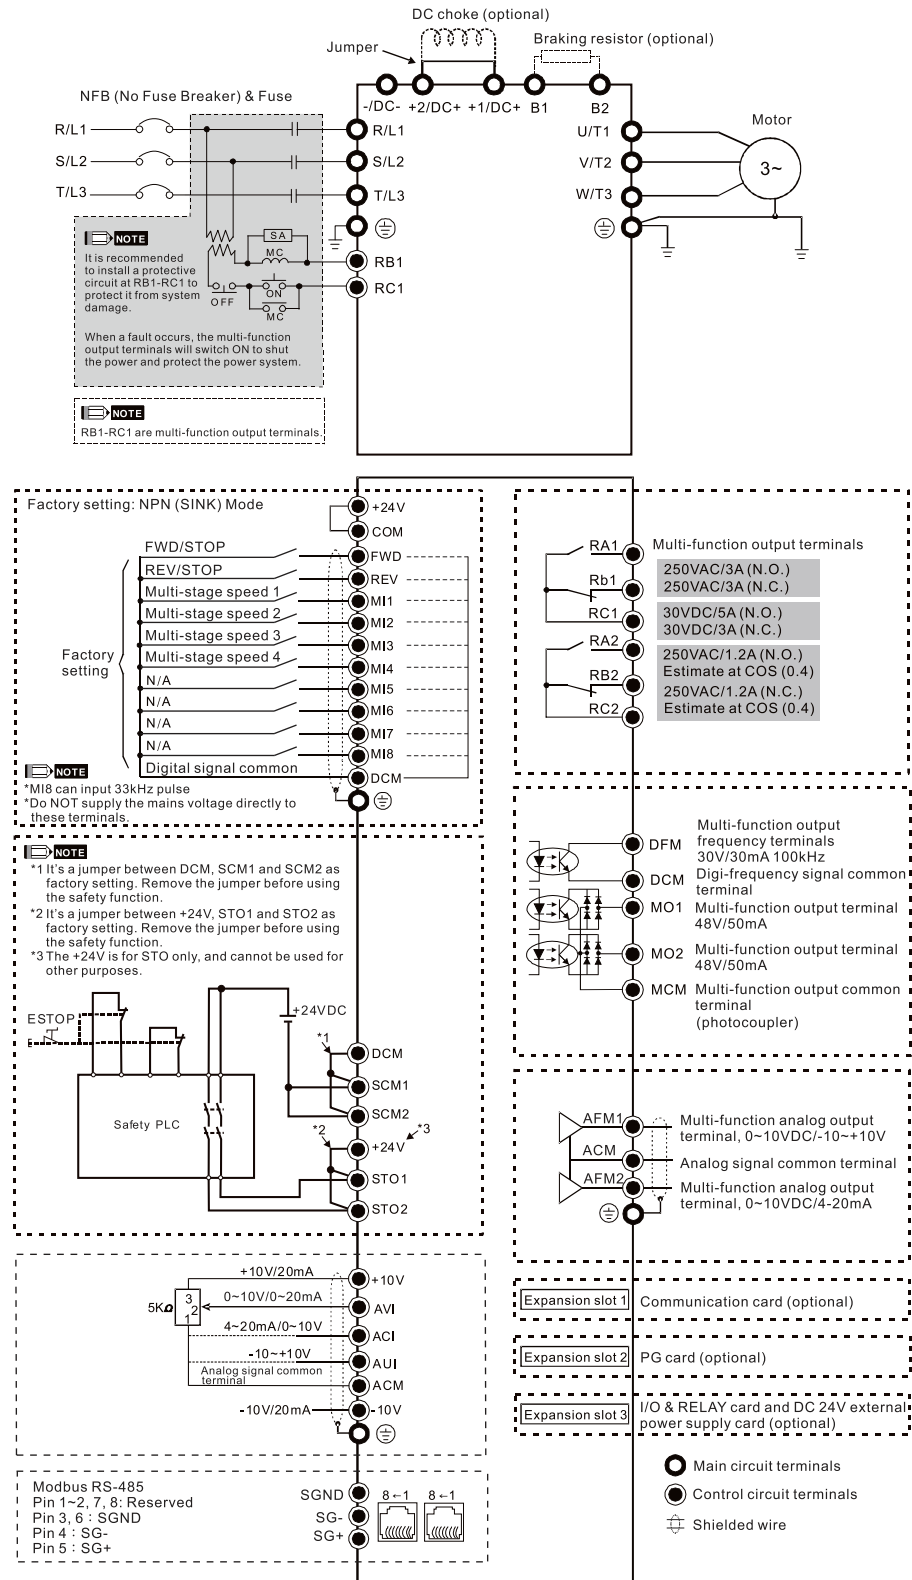 DC choke (optional)
Jumper
Braking resistor (optional)
NFB (No Fuse Breaker) & Fuse
-/DC- +2/DC+ +1/DC+ B1 B2
R/L1
S/L2
T/L3
R/L1
S/L2
T/L3
RB1
RC1
U/T1
V/T2
W/T3
Motor
3~
SA
MC
ON
OFF
MC
NOTE
It is recommended
to install a protective
circuit at RB1-RC1 to
protect it from system
damage.
When a fault occurs, the multi-function
output terminals will switch ON to shut
the power and protect the power system.
NOTE
RB1-RC1 are multi-function output terminals.
Factory setting: NPN (SINK) Mode
+24V
COM
FWD/STOP
FWD
REV/STOP
REV
Multi-stage speed 1
MI1
Multi-stage speed 2
MI2
Multi-stage speed 3
MI3
Multi-stage speed 4
MI4
N/A
MI5
N/A
MI6
N/A
MI7
N/A
MI8
Digital signal common
DCM
Factory
setting
NOTE
*MI8 can input 33kHz pulse
*Do NOT supply the mains voltage directly to
these terminals.
RA1
Rb1
RC1
RA2
RB2
RC2
Multi-function output terminals
250VAC/3A (N.O.)
250VAC/3A (N.C.)
30VDC/5A (N.O.)
30VDC/3A (N.C.)
250VAC/1.2A (N.O.)
Estimate at COS (0.4)
250VAC/1.2A (N.C.)
Estimate at COS (0.4)
NOTE
*1 It's a jumper between DCM, SCM1 and SCM2 as
factory setting. Remove the jumper before using
the safety function.
*2 It's a jumper between +24V, STO1 and STO2 as
factory setting. Remove the jumper before using
the safety function.
*3 The +24V is for STO only, and cannot be used for
other purposes.
ESTOP
Safety PLC
+24VDC
*1
DCM
SCM1
SCM2
*2
*3
+24V
STO1
STO2
DFM
Multi-function output
frequency terminals
30V/30mA 100kHz
DCM
Digi-frequency signal common
terminal
MO1
Multi-function output terminal
48V/50mA
MO2
Multi-function output terminal
48V/50mA
MCM
Multi-function output common
terminal
(photocoupler)
AFM1
Multi-function analog output
terminal, 0~10VDC/-10~+10V
ACM
Analog signal common terminal
AFM2
Multi-function analog output
terminal, 0~10VDC/4-20mA
+10V/20mA
+10V
5KΩ
3
2
1
0~10V/0~20mA
AVI
4~20mA/0~10V
ACI
-10~+10V
AUI
Analog signal common
terminal
ACM
-10V/20mA
-10V
Expansion slot 1
Communication card (optional)
Expansion slot 2
PG card (optional)
Expansion slot 3
I/O & RELAY card and DC 24V external
power supply card (optional)
Modbus RS-485
Pin 1~2, 7, 8: Reserved
Pin 3, 6 : SGND
Pin 4 : SG-
Pin 5 : SG+
SGND
SG-
SG+
8←1
8←1
Main circuit terminals
Control circuit terminals
Shielded wire